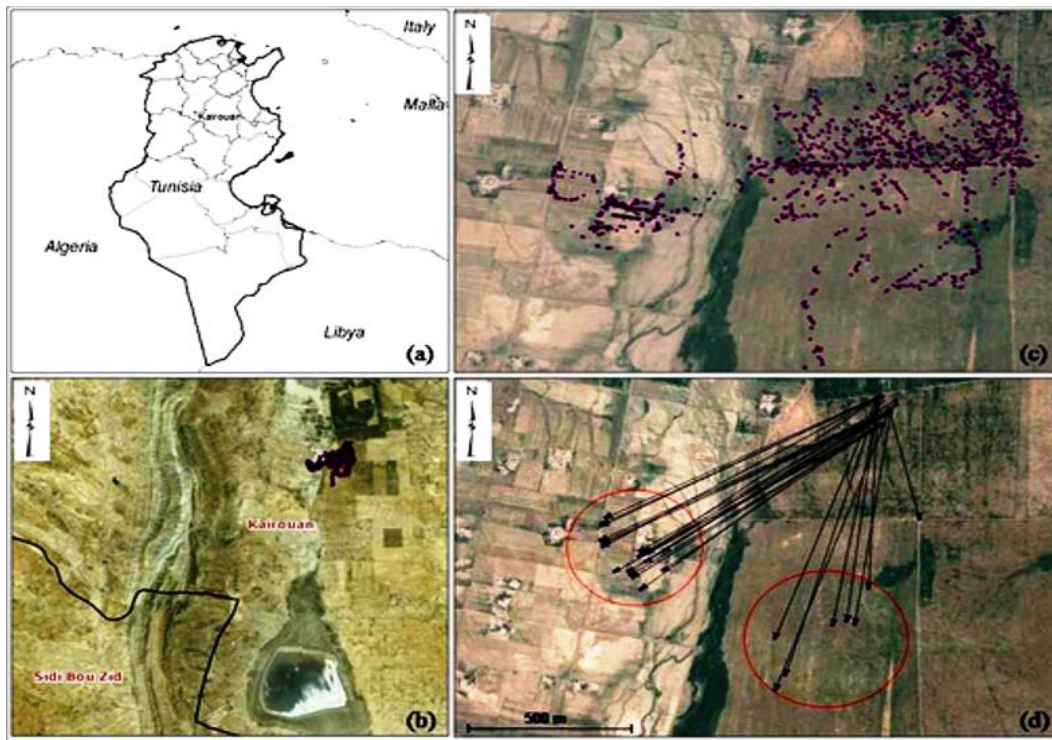 Italy
Malta
Kairouan
Tunisia
Algeria
Libya
(a)
N
(c)
N
Kairouan
Sidi Bou Zid
(b)
N
500 m
(d)